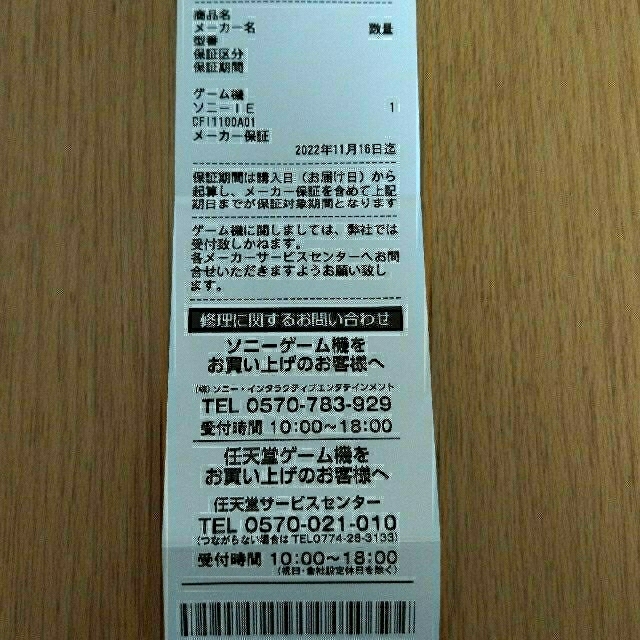 商品名
メーカー名 数量
型番
保証区分
保証期間
ゲーム機
ソニーIE 1
CFI1100A01
メーカー保証
2022年11月16日迄
保証期間は購入日（お届け日）から
起算し、メーカー保証を含めて上記
期日までが保証対象期間となります
ゲーム機に関しましては、弊社では
受付致しかねます。
各メーカーサービスセンターへお問
合せいただきますようお願い致し
ます。
修理に関するお問い合わせ
ソニーゲーム機を
お買い上げのお客様へ
(株)ソニー・インタラクティブエンタテインメント
TEL 0570-783-929
受付時間 10:00～18:00
任天堂ゲーム機を
お買い上げのお客様へ
任天堂サービスセンター
TEL 0570-021-010
(つながらない場合は TEL0774-28-3133)
受付時間 10:00～18:00
(祝日・会社設定休日を除く)